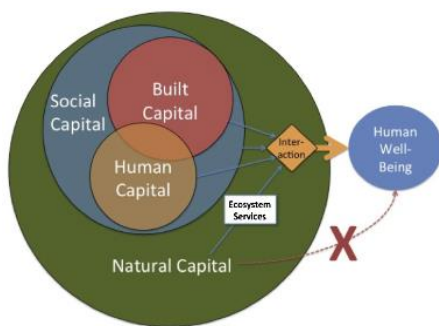 Built
Capital
Social
Capital
Human
Capital
Inter-
action
Human
Well-
Being
Ecosystem
Services
X
Natural Capital